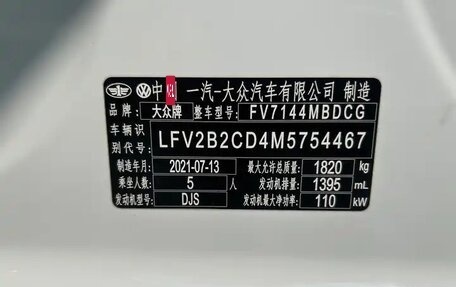 中国 一汽-大众汽车有限公司 制造
品牌: 大众牌 整车型号: FV7144MBDCG
车辆识别代号: LFV2B2CD4M5754467
制造年月: 2021-07-13 最大允许总质量: 1820 kg
乘坐人数: 5 人 发动机排量: 1395 mL
发动机型号: DJS 发动机最大净功率: 110 kW